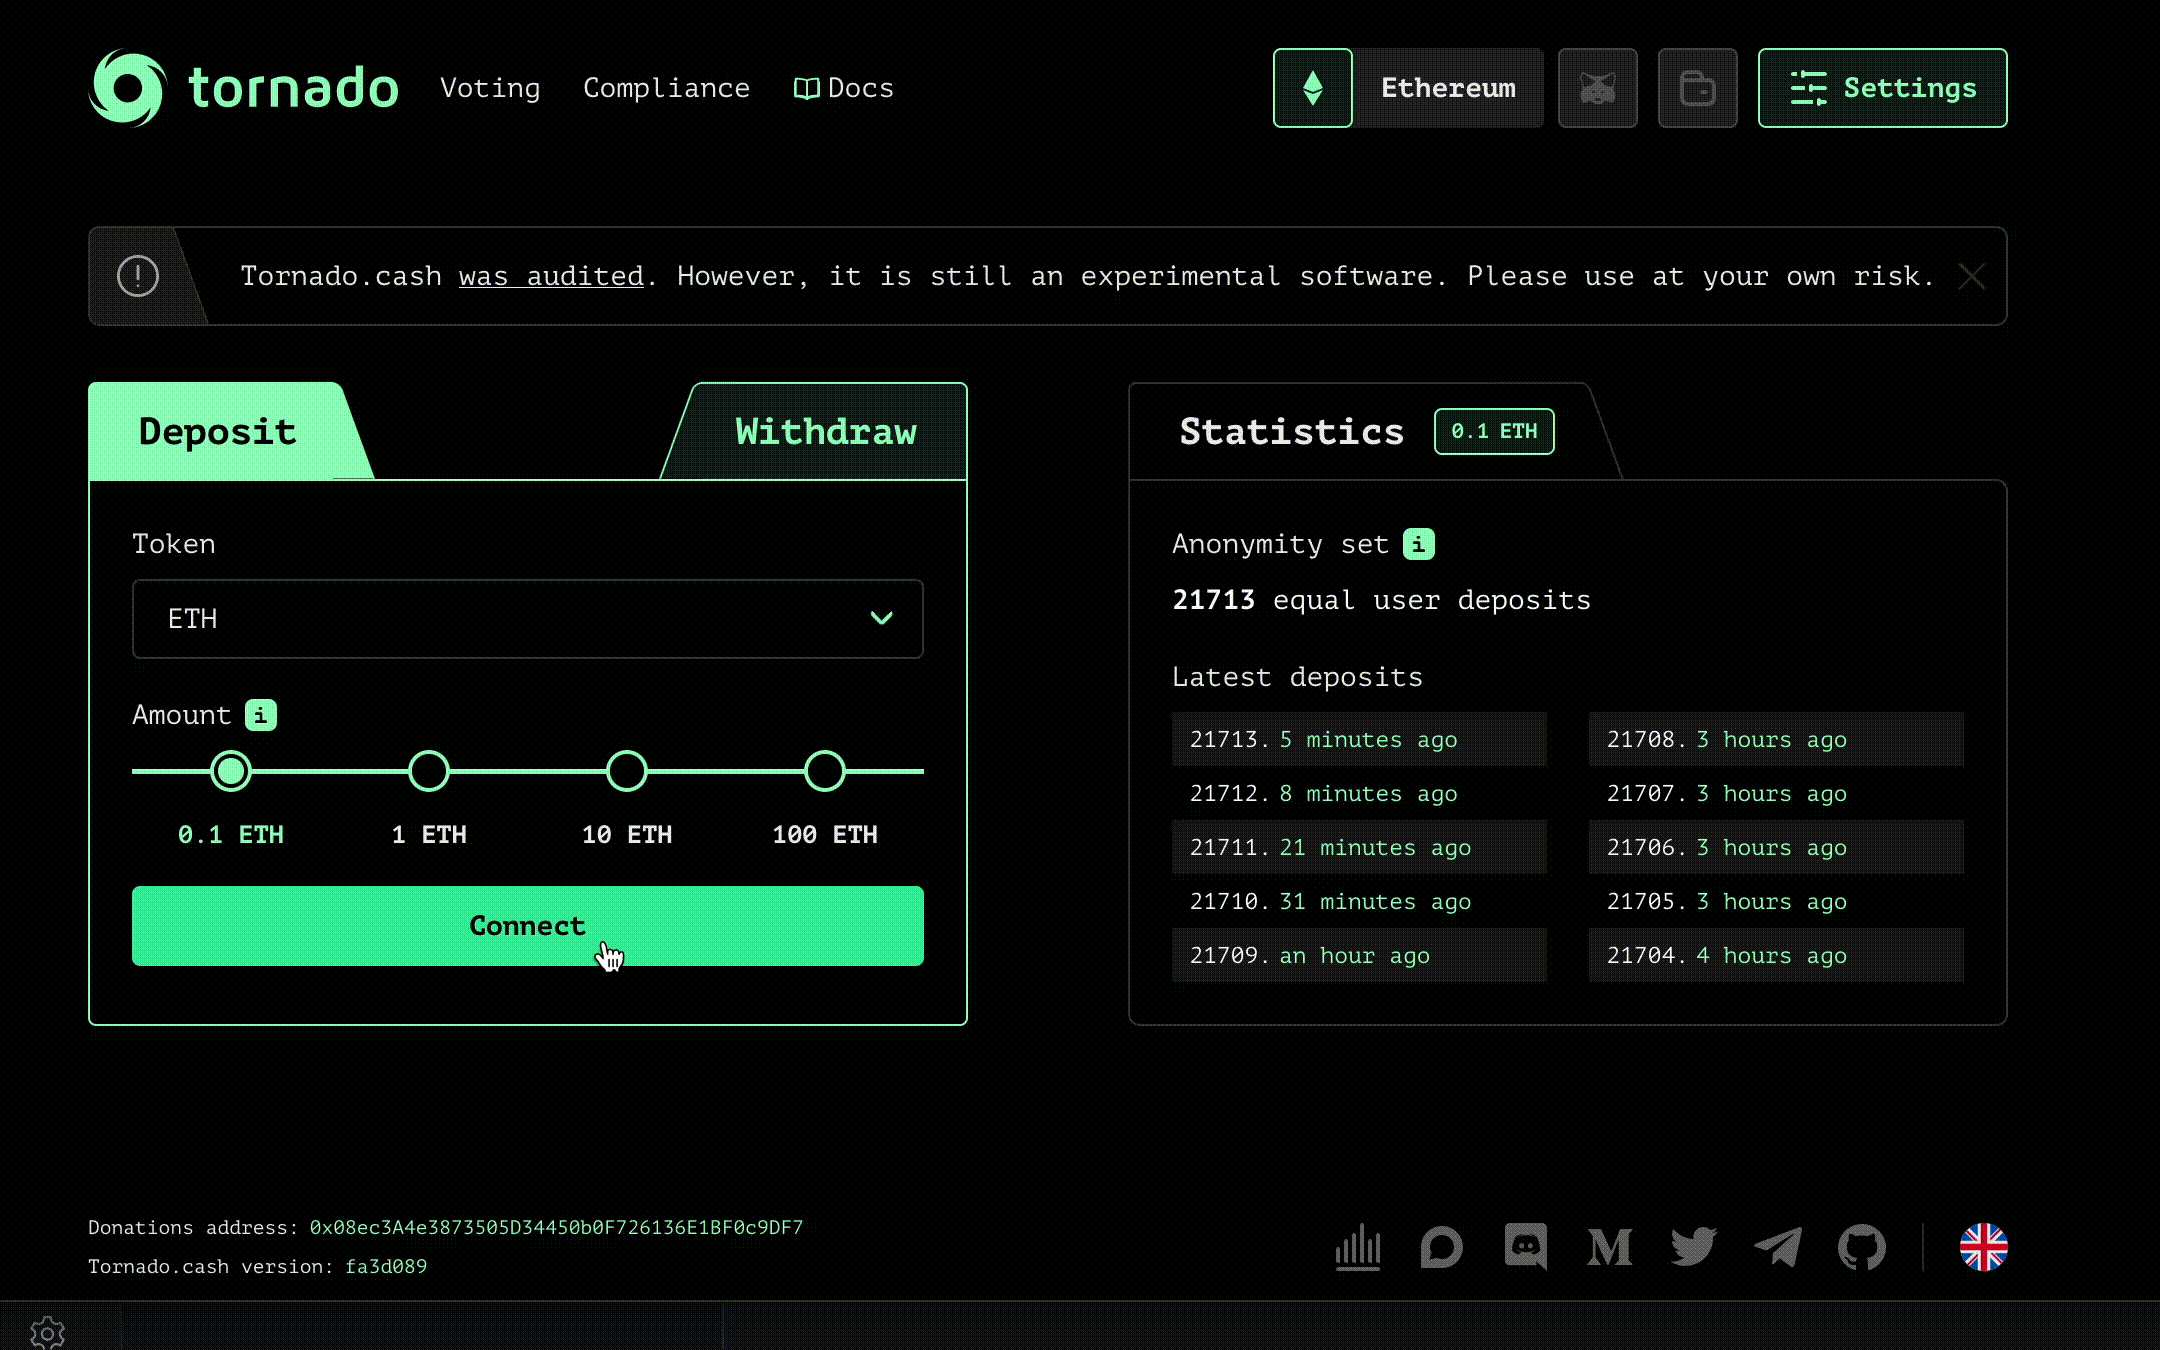 tornado Voting Compliance Docs Ethereum Settings
Tornado.cash was audited. However, it is still an experimental software. Please use at your own risk.
Deposit Withdraw
Token
ETH
Amount i
0.1 ETH 1 ETH 10 ETH 100 ETH
Connect
Statistics 0.1 ETH
Anonymity set i
21713 equal user deposits
Latest deposits
21713. 5 minutes ago
21712. 8 minutes ago
21711. 21 minutes ago
21710. 31 minutes ago
21709. an hour ago
21708. 3 hours ago
21707. 3 hours ago
21706. 3 hours ago
21705. 3 hours ago
21704. 4 hours ago
Donations address: 0x08ec3A4e3873505D34450b0F726136E1BF0c9DF7
Tornado.cash version: fa3d089